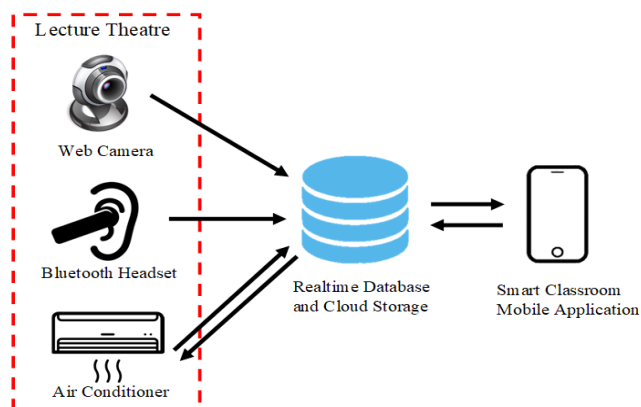 Lecture Theatre
Web Camera
Bluetooth Headset
Air Conditioner
Realtime Database
and Cloud Storage
Smart Classroom
Mobile Application